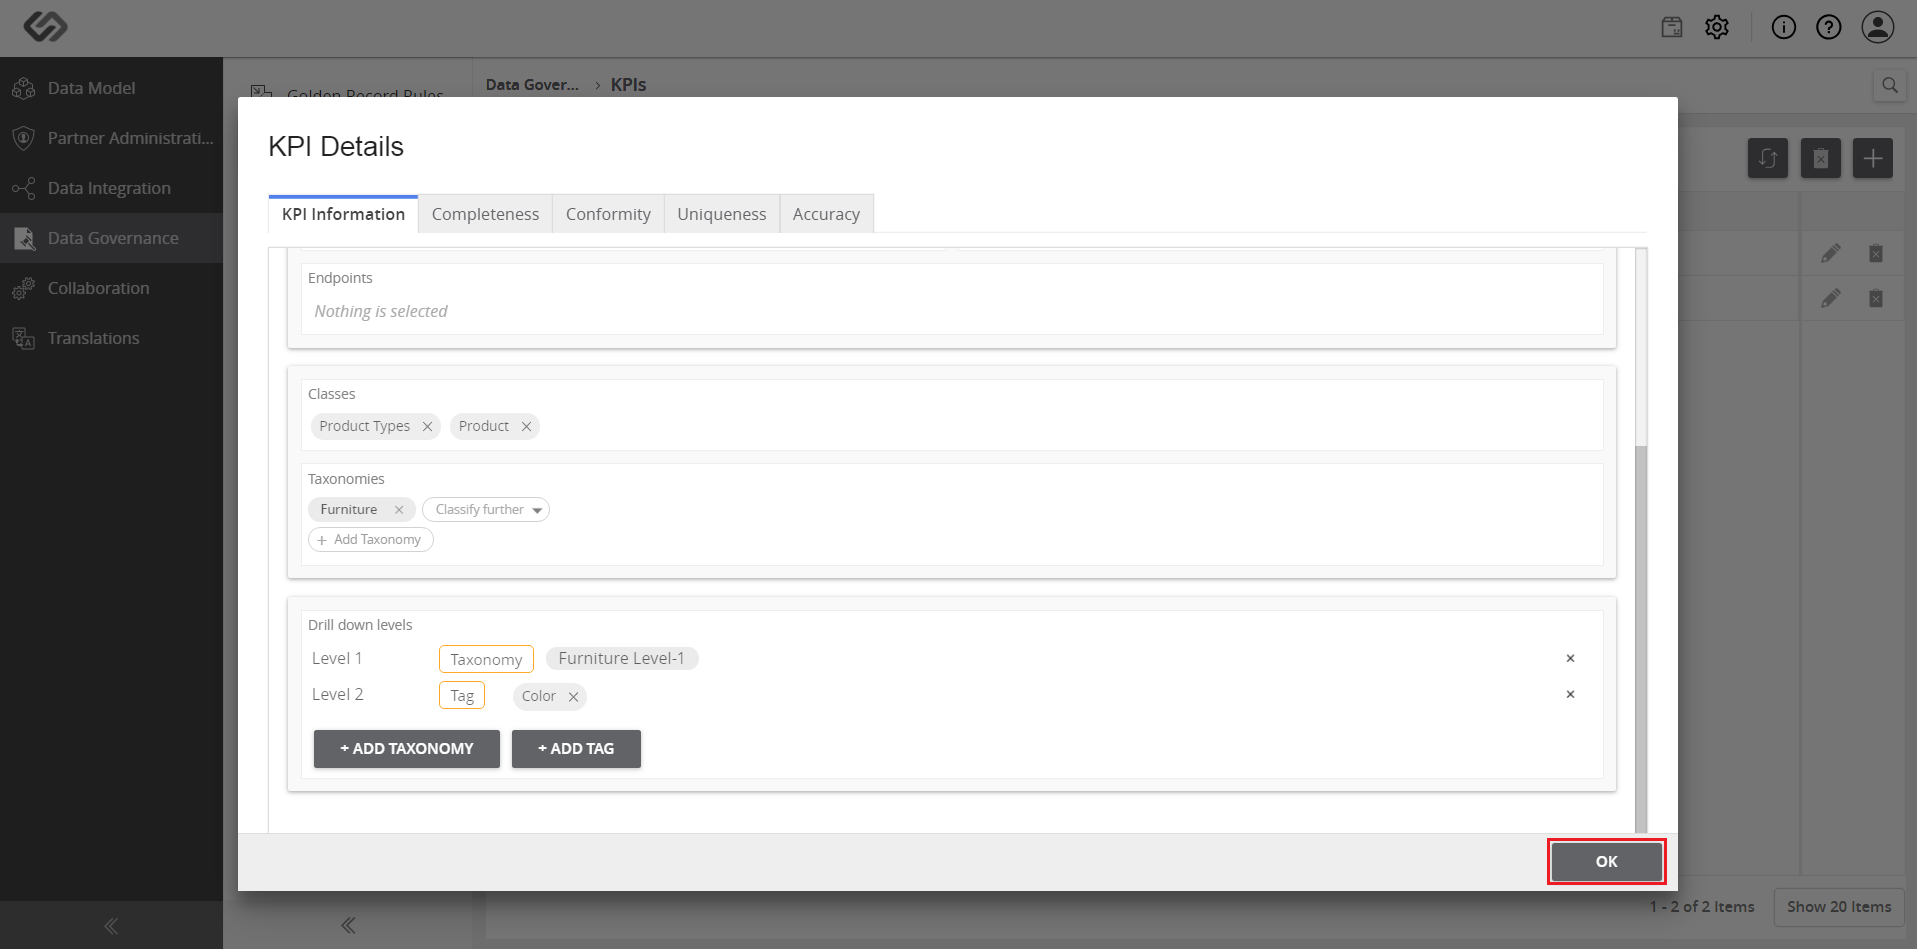 Data Model
Partner Administrati...
Data Integration
Data Governance
Collaboration
Translations
Golden Record Rules
Data Gover... › KPIs
KPI Details
KPI Information Completeness Conformity Uniqueness Accuracy
Endpoints
Nothing is selected
Classes
Product Types × Product ×
Taxonomies
Furniture × Classify further
+ Add Taxonomy
Drill down levels
Level 1 Taxonomy Furniture Level-1 ×
Level 2 Tag Color × ×
+ ADD TAXONOMY + ADD TAG
OK
1 - 2 of 2 Items Show 20 Items